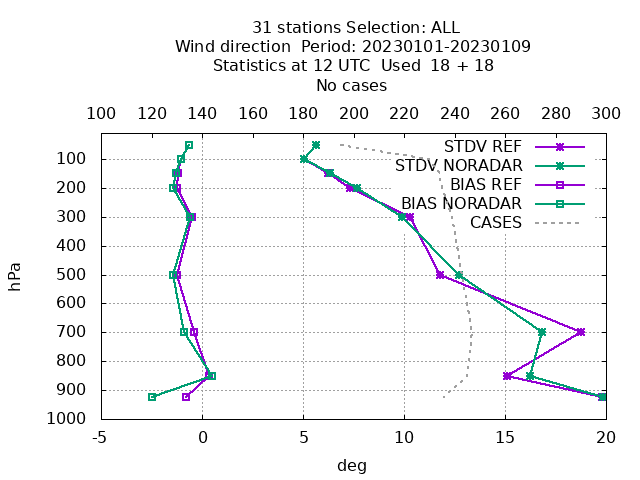 31 stations Selection: ALL
Wind direction  Period: 20230101-20230109
Statistics at 12 UTC  Used  18 + 18
No cases
100 120 140 160 180 200 220 240 260 280 300
STDV REF
STDV NORADAR
BIAS REF
BIAS NORADAR
CASES
100
200
300
400
500
600
700
800
900
1000
hPa
-5 0 5 10 15 20
deg